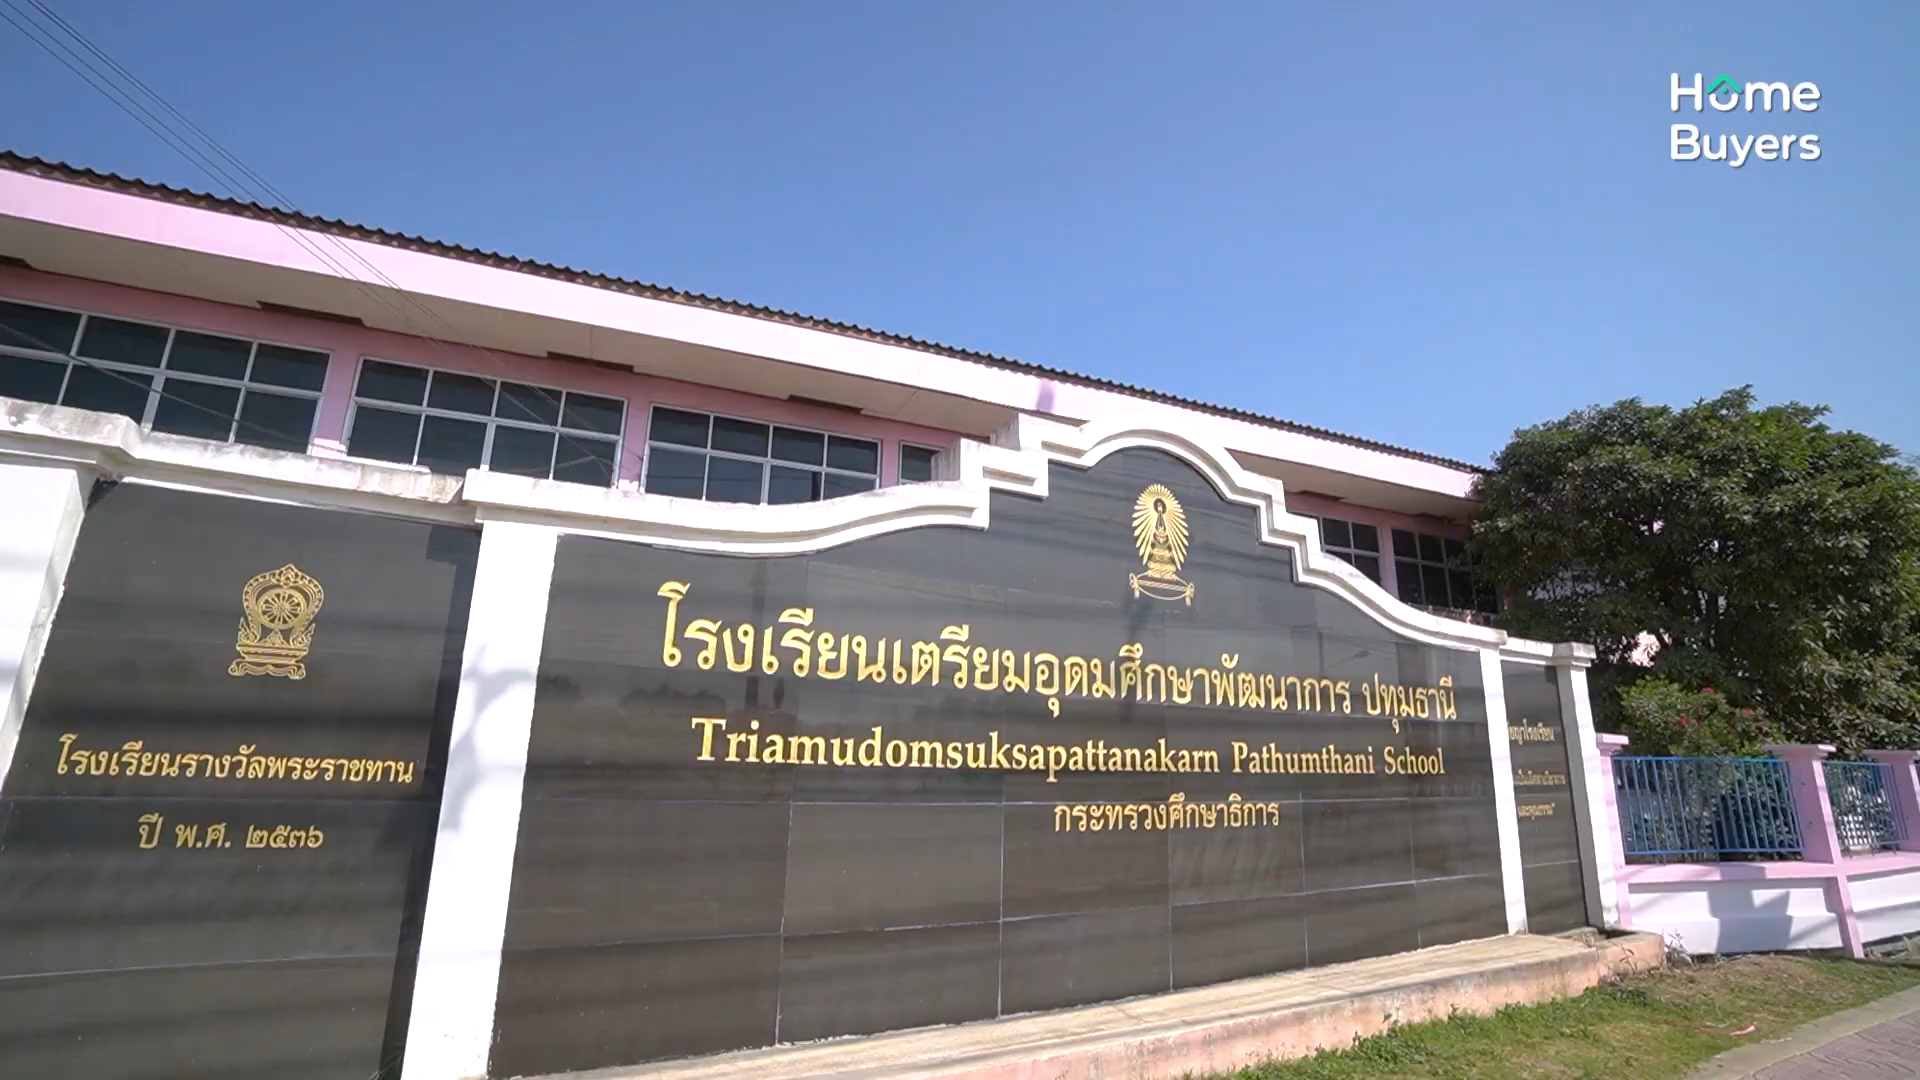 Home
Buyers
โรงเรียนรางวัลพระราชทาน
ปี พ.ศ. ๒๕๓๖
โรงเรียนเตรียมอุดมศึกษาพัฒนาการ ปทุมธานี
Triamudomsuksapattanakarn Pathumthani School
กระทรวงศึกษาธิการ